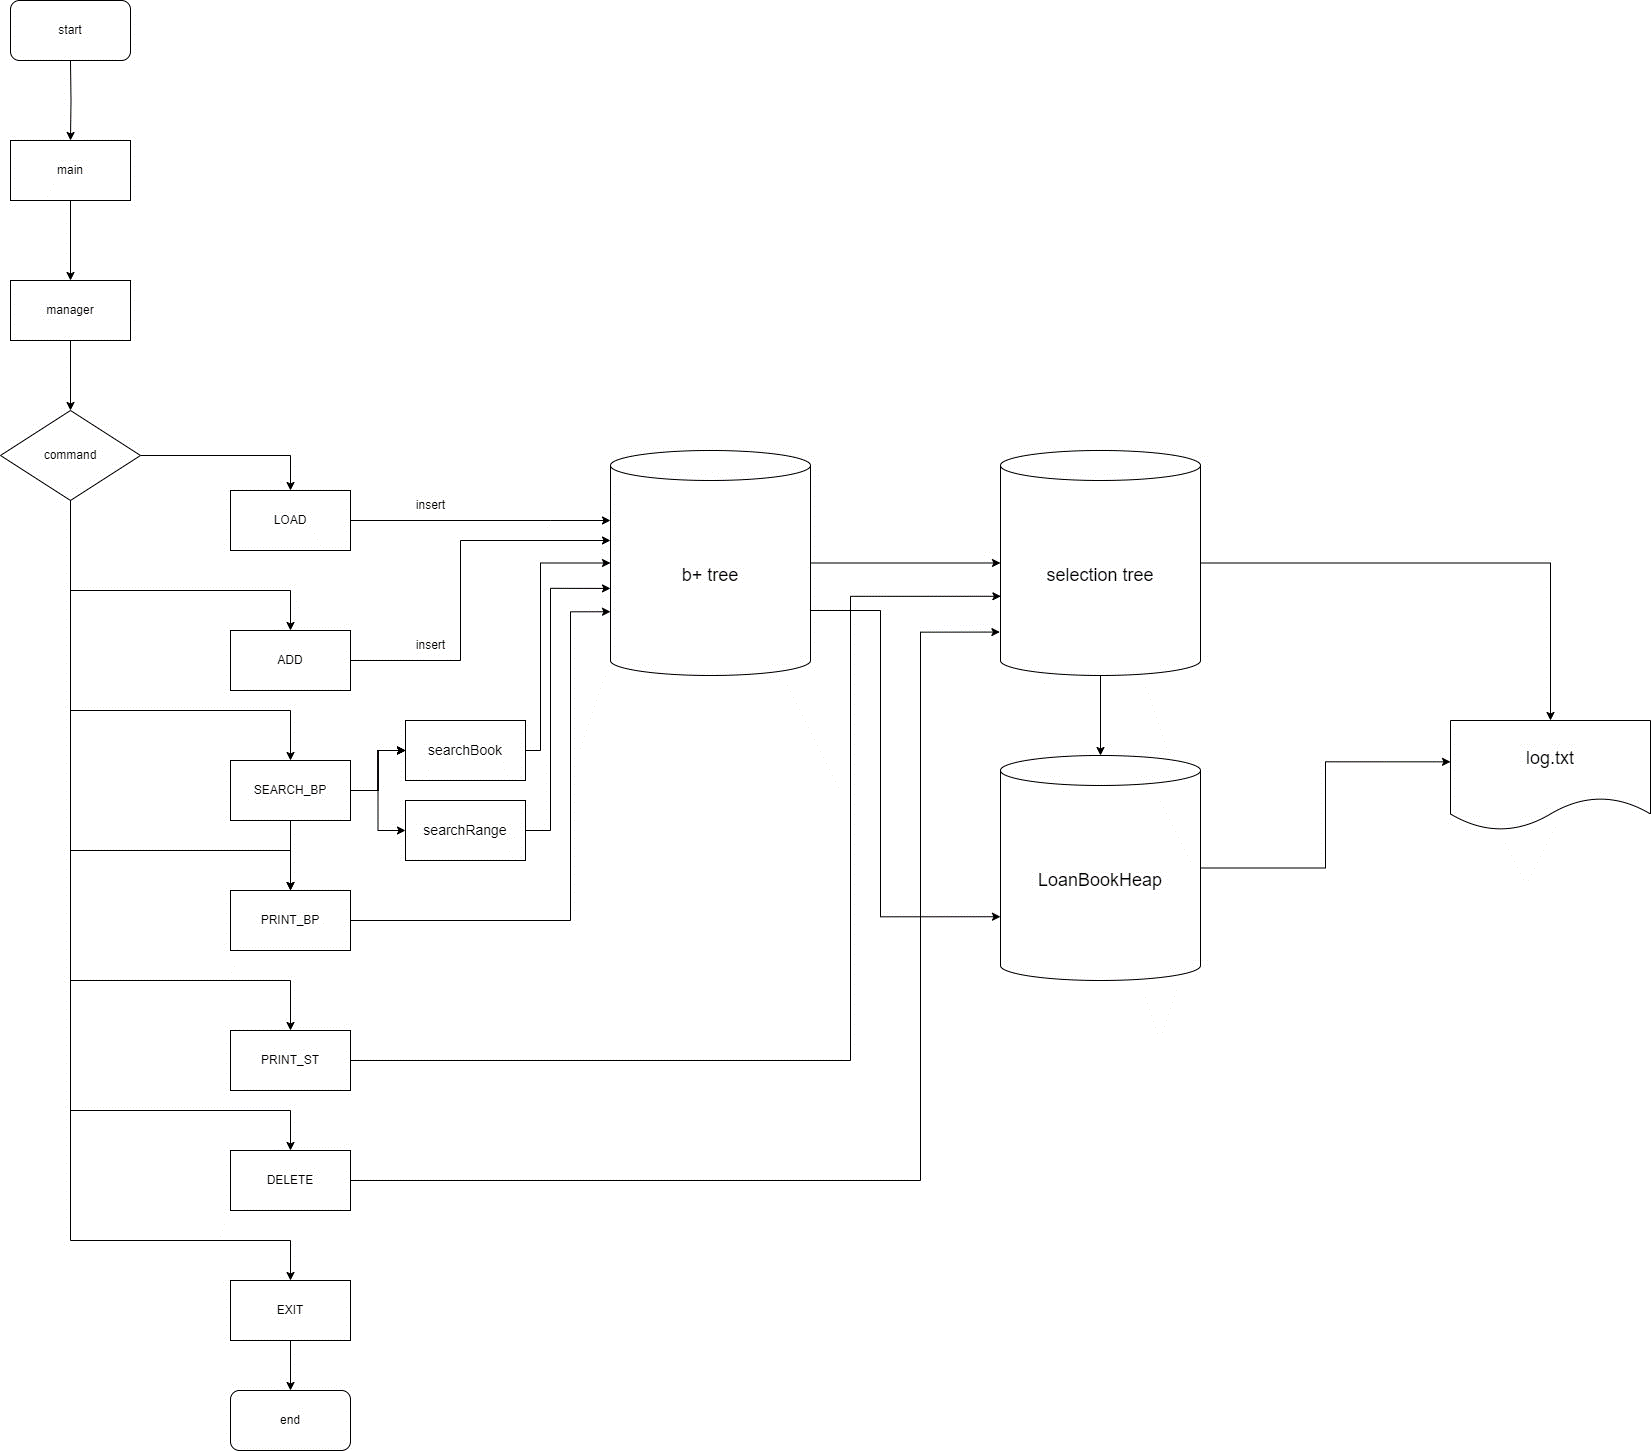 start
main
manager
command
LOAD
insert
ADD
insert
SEARCH_BP
searchBook
searchRange
PRINT_BP
PRINT_ST
DELETE
EXIT
end
b+ tree
selection tree
LoanBookHeap
log.txt